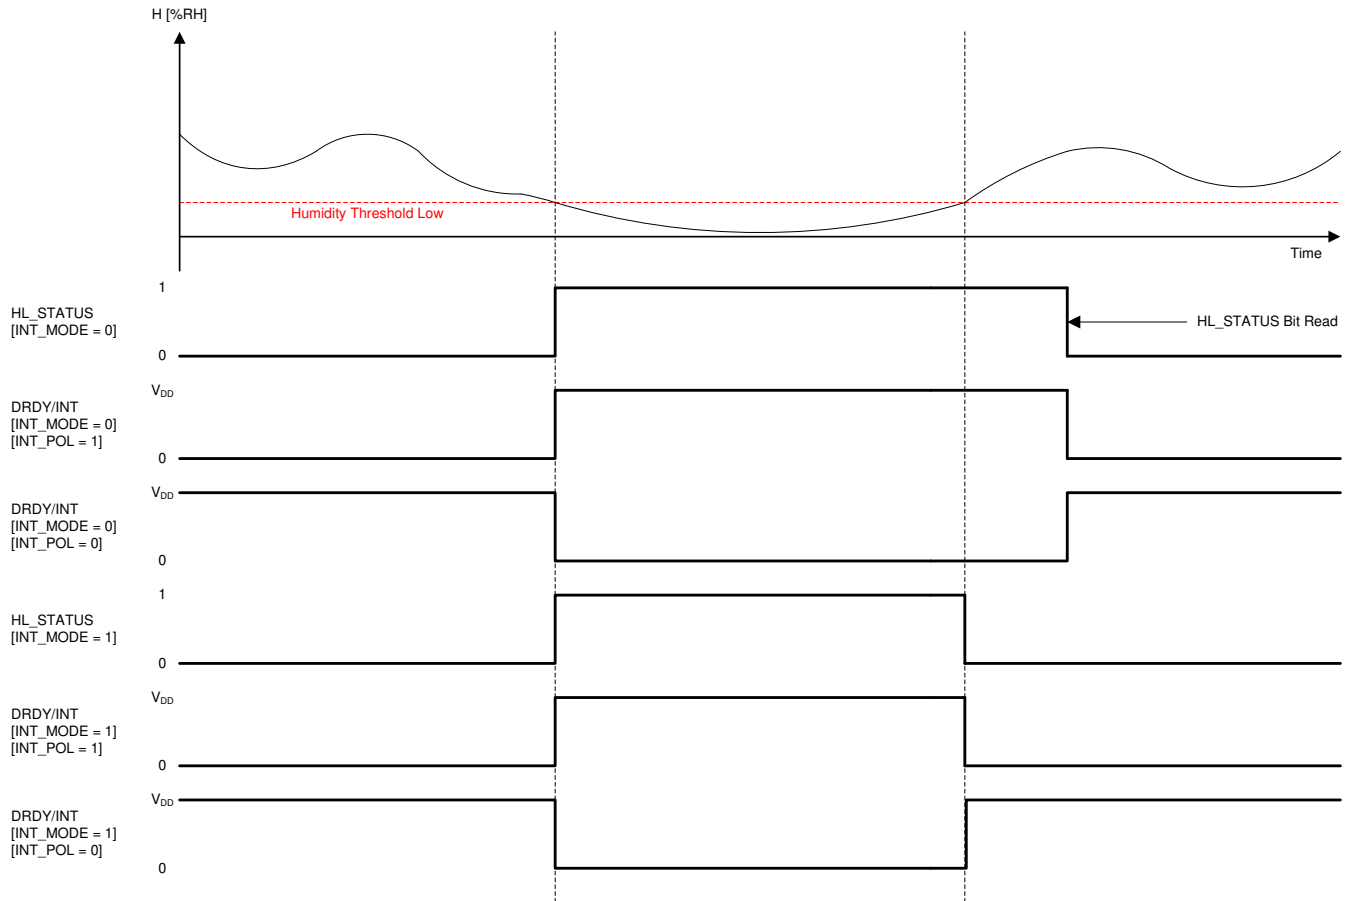 H [%RH]
Humidity Threshold Low
Time
1
HL_STATUS
[INT_MODE = 0]
HL_STATUS Bit Read
0
VDD
DRDY/INT
[INT_MODE = 0]
[INT_POL = 1]
0
VDD
DRDY/INT
[INT_MODE = 0]
[INT_POL = 0]
0
1
HL_STATUS
[INT_MODE = 1]
0
VDD
DRDY/INT
[INT_MODE = 1]
[INT_POL = 1]
0
VDD
DRDY/INT
[INT_MODE = 1]
[INT_POL = 0]
0